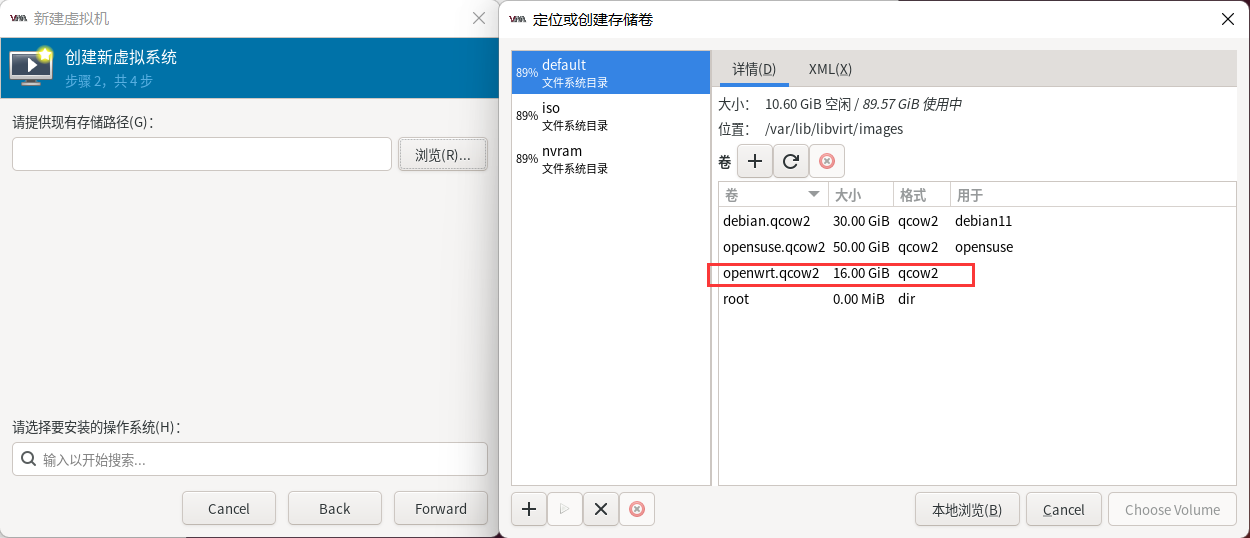 新建虚拟机
创建新虚拟系统
步骤 2，共 4 步
请提供现有存储路径(G)：
浏览(R)...
请选择要安装的操作系统(H)：
输入以开始搜索...
Cancel Back Forward
定位或创建存储卷
89% default
文件系统目录
89% iso
文件系统目录
89% nvram
文件系统目录
详情(D) XML(X)
大小： 10.60 GiB 空闲 / 89.57 GiB 使用中
位置： /var/lib/libvirt/images
卷
卷 大小 格式 用于
debian.qcow2 30.00 GiB qcow2 debian11
opensuse.qcow2 50.00 GiB qcow2 opensuse
openwrt.qcow2 16.00 GiB qcow2
root 0.00 MiB dir
本地浏览(B) Cancel Choose Volume